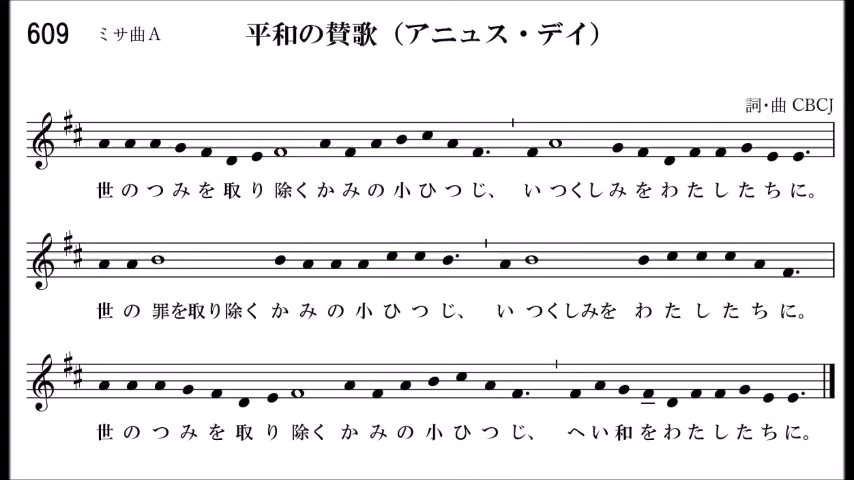 609 ミサ曲A 平和の賛歌（アニュス・デイ）
詞・曲 CBCJ
世のつみを取り除くかみの小ひつじ、いつくしみをわたしたちに。
世の罪を取り除くかみの小ひつじ、いつくしみをわたしたちに。
世のつみを取り除くかみの小ひつじ、へい和をわたしたちに。